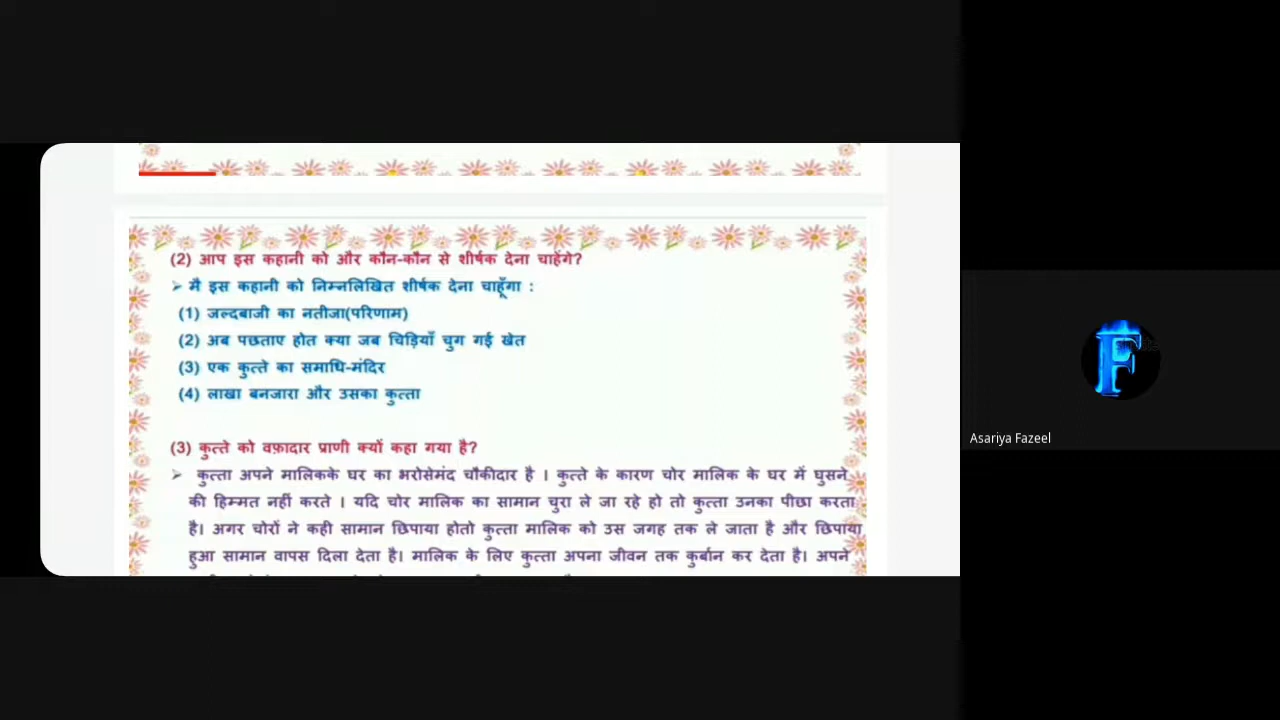 (2) आप इस कहानी को और कौन-कौन से शीर्षक देना चाहेंगे?
➢ मै इस कहानी को निम्नलिखित शीर्षक देना चाहूँगा :
(1) जल्दबाजी का नतीजा(परिणाम)
(2) अब पछताए होत क्या जब चिड़ियाँ चुग गई खेत
(3) एक कुत्ते का समाधि-मंदिर
(4) लाखा बनजारा और उसका कुत्ता
(3) कुत्ते को वफ़ादार प्राणी क्यों कहा गया है?
➢ कुत्ता अपने मालिकके घर का भरोसेमंद चौकीदार है । कुत्ते के कारण चोर मालिक के घर में घुसने
की हिम्मत नहीं करते । यदि चोर मालिक का सामान चुरा ले जा रहे हो तो कुत्ता उनका पीछा करता
है। अगर चोरों ने कही सामान छिपाया होतो कुत्ता मालिक को उस जगह तक ले जाता है और छिपाया
हुआ सामान वापस दिला देता है। मालिक के लिए कुत्ता अपना जीवन तक कुर्बान कर देता है। अपने
F
Asariya Fazeel